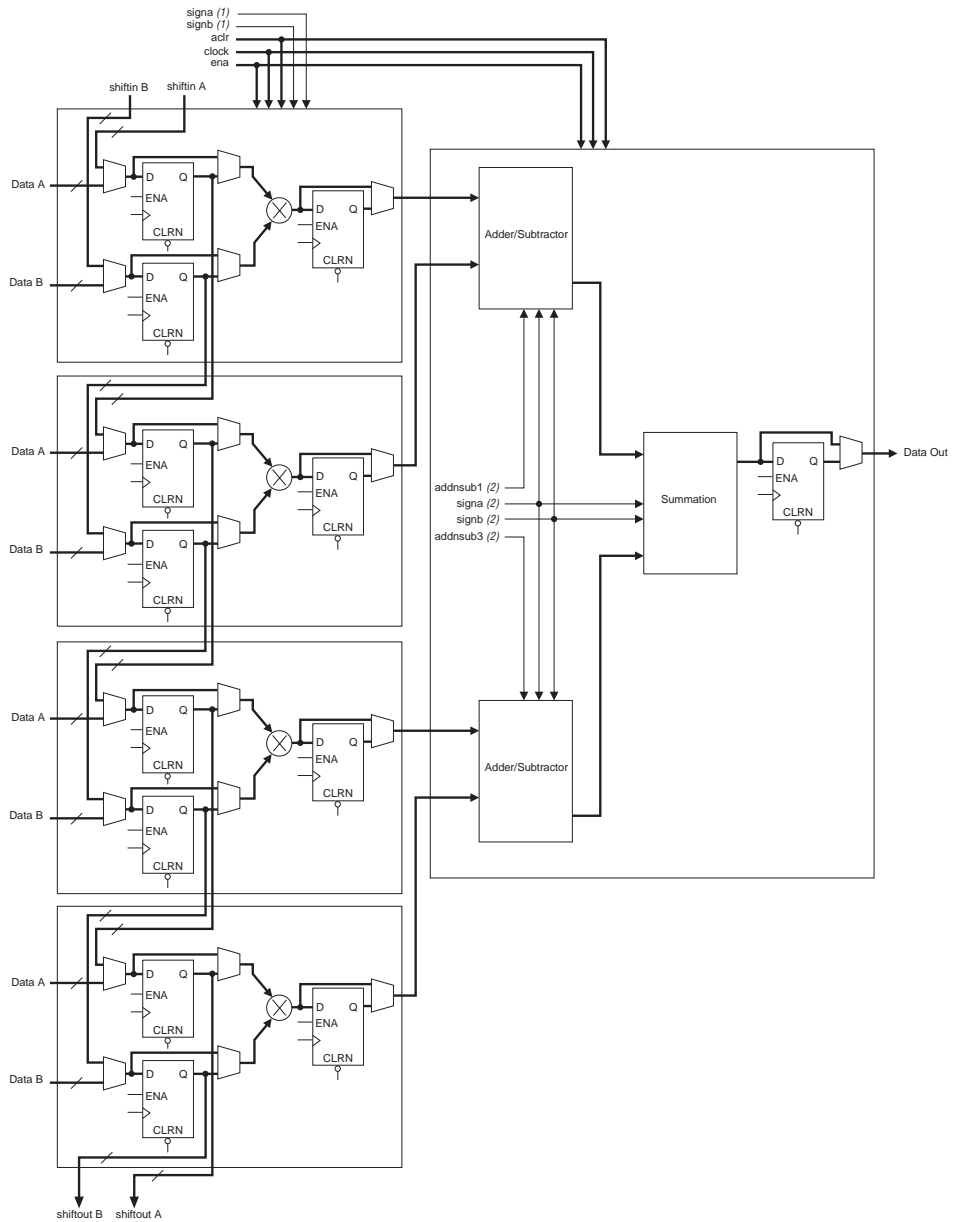 signa (1)
signb (1)
aclr
clock
ena
shiftin B
shiftin A
Data A
D Q
ENA
CLRN
Data B
D Q
ENA
CLRN
D Q
ENA
CLRN
Data A
D Q
ENA
CLRN
Data B
D Q
ENA
CLRN
D Q
ENA
CLRN
Data A
D Q
ENA
CLRN
Data B
D Q
ENA
CLRN
D Q
ENA
CLRN
Data A
D Q
ENA
CLRN
Data B
D Q
ENA
CLRN
D Q
ENA
CLRN
shiftout B
shiftout A
Adder/Subtractor
addnsub1 (2)
signa (2)
signb (2)
addnsub3 (2)
Adder/Subtractor
Summation
D Q
ENA
CLRN
Data Out